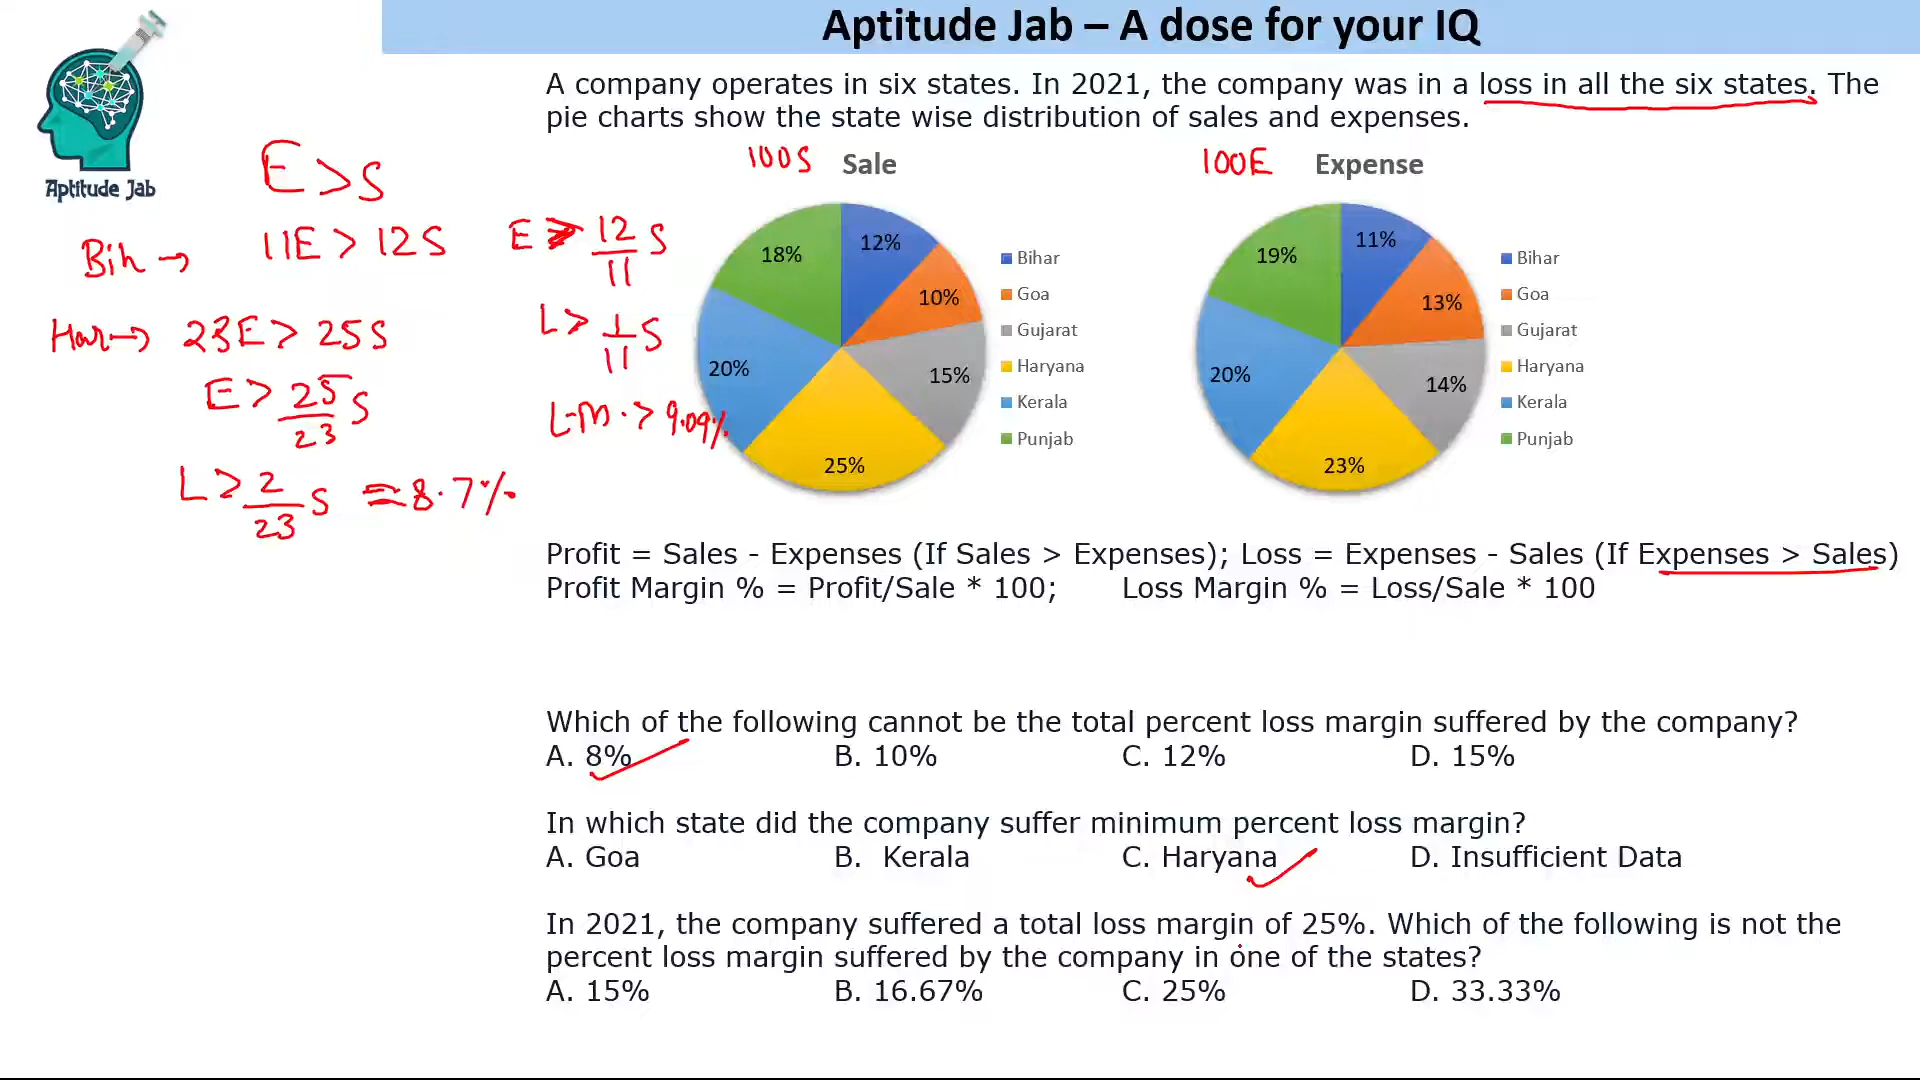 Aptitude Jab – A dose for your IQ
Aptitude Jab
A company operates in six states. In 2021, the company was in a loss in all the six states. The
pie charts show the state wise distribution of sales and expenses.
100S Sale
100E Expense
E > S
Bih → 11E > 12S
E > 12/11 S
Har → 23E > 25S
L > 1/11 S
E > 25/23 S
L.M. > 9.09%
L > 2/23 S = 8.7%
12%
10%
15%
25%
20%
18%
Bihar
Goa
Gujarat
Haryana
Kerala
Punjab
11%
13%
14%
23%
20%
19%
Bihar
Goa
Gujarat
Haryana
Kerala
Punjab
Profit = Sales - Expenses (If Sales > Expenses); Loss = Expenses - Sales (If Expenses > Sales)
Profit Margin % = Profit/Sale * 100; Loss Margin % = Loss/Sale * 100
Which of the following cannot be the total percent loss margin suffered by the company?
A. 8% B. 10% C. 12% D. 15%
In which state did the company suffer minimum percent loss margin?
A. Goa B. Kerala C. Haryana D. Insufficient Data
In 2021, the company suffered a total loss margin of 25%. Which of the following is not the
percent loss margin suffered by the company in one of the states?
A. 15% B. 16.67% C. 25% D. 33.33%